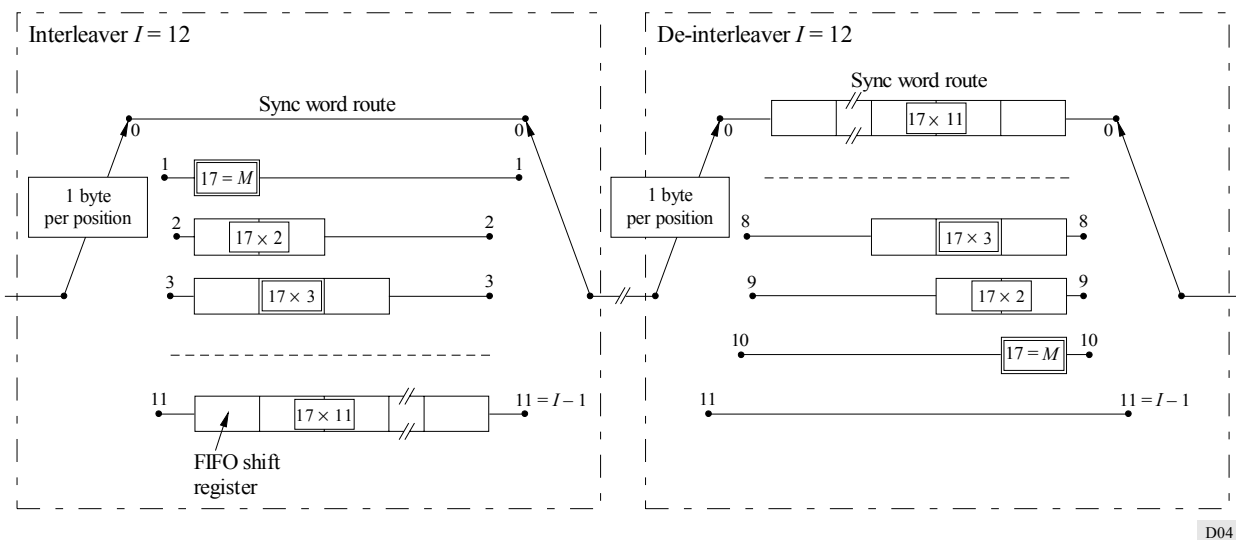 Interleaver I = 12
Sync word route
0
0
1
17 = M
1
1 byte
per position
2
17 × 2
2
3
17 × 3
3
11
17 × 11
11 = I – 1
FIFO shift
register
De-interleaver I = 12
Sync word route
0
17 × 11
0
1 byte
per position
8
17 × 3
8
9
17 × 2
9
10
17 = M
10
11
11 = I – 1
D04